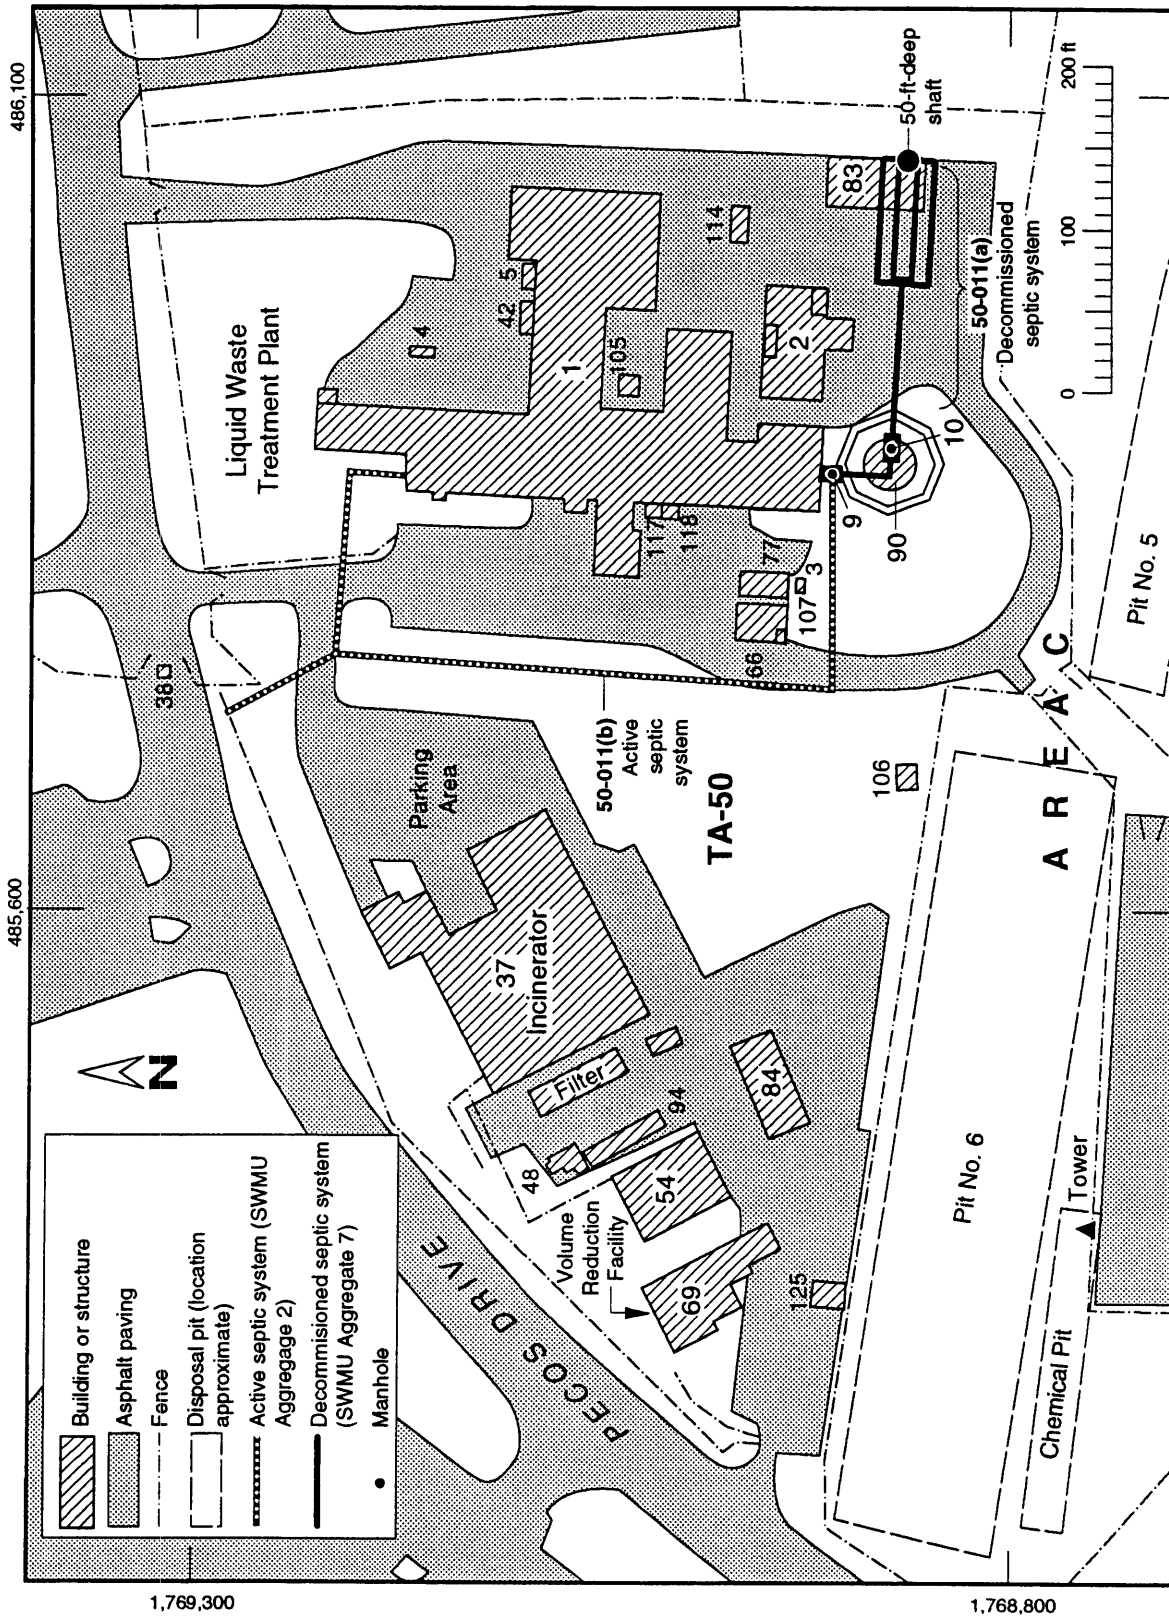 Building or structure
Asphalt paving
Fence
Disposal pit (location
approximate)
Active septic system (SWMU
Aggregage 2)
Decommisioned septic system
(SWMU Aggregate 7)
Manhole
N
485,600
486,100
1,769,300
1,768,800
PECOS DRIVE
38
Liquid Waste
Treatment Plant
Parking
Area
4
42
5
1
105
114
117
118
2
83
50-ft-deep
shaft
37
Incinerator
Filter
48
94
54
Volume
Reduction
Facility
69
84
125
50-011(b)
Active
septic
system
TA-50
66
77
107
3
9
90
10
106
50-011(a)
Decommissioned
septic system
0
100
200 ft
AREA C
Pit No. 5
Pit No. 6
Chemical Pit
Tower